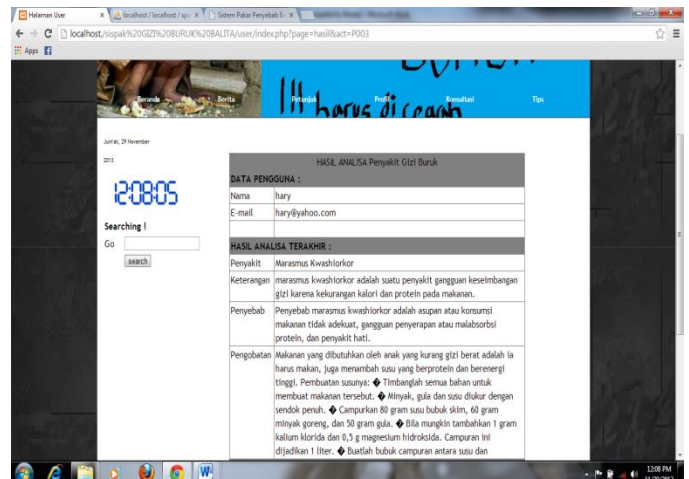 Halaman User
localhost / localhost / sp
Sistem Pakar Penyebab
localhost/sispak%20GIZI%20BURUK%20BALITA/user/index.php?page=hasil&act=P003
Apps
!!! harus dicegah
Beranda Berita Petunjuk Profil Konsultasi Tips
Jum'at, 29 November
2013
12:08:05
Searching !
Go
search
HASIL ANALISA Penyakit Gizi Buruk
DATA PENGGUNA :
Nama hary
E-mail hary@yahoo.com
HASIL ANALISA TERAKHIR :
Penyakit Marasmus Kwashiorkor
Keterangan marasmus kwashiorkor adalah suatu penyakit gangguan keseimbangan
gizi karena kekurangan kalori dan protein pada makanan.
Penyebab Penyebab marasmus kwashiorkor adalah asupan atau konsumsi
makanan tidak adekuat, gangguan penyerapan atau malabsorbsi
protein, dan penyakit hati.
Pengobatan Makanan yang dibutuhkan oleh anak yang kurang gizi berat adalah ia
harus makan, juga menambah susu yang berprotein dan berenergi
tinggi. Pembuatan susunya: � Timbanglah semua bahan untuk
membuat makanan tersebut. � Minyak, gula dan susu diukur dengan
sendok penuh. � Campurkan 80 gram susu bubuk skim, 60 gram
minyak goreng, dan 50 gram gula. � Bila mungkin tambahkan 1 gram
kalium klorida dan 0,5 g magnesium hidroksida. Campuran ini
dijadikan 1 liter. � Buatlah bubuk campuran antara susu dan
12:08 PM